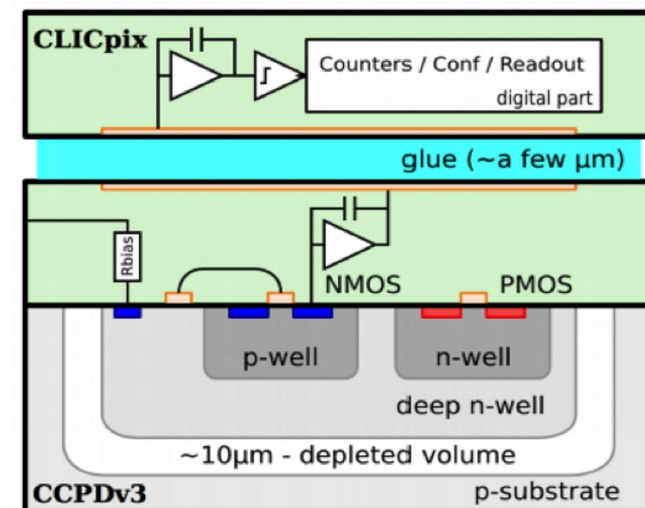 CLICpix
Counters / Conf / Readout
digital part
glue (~a few μm)
Rbias
NMOS
PMOS
p-well
n-well
deep n-well
~10μm - depleted volume
CCPDv3
p-substrate